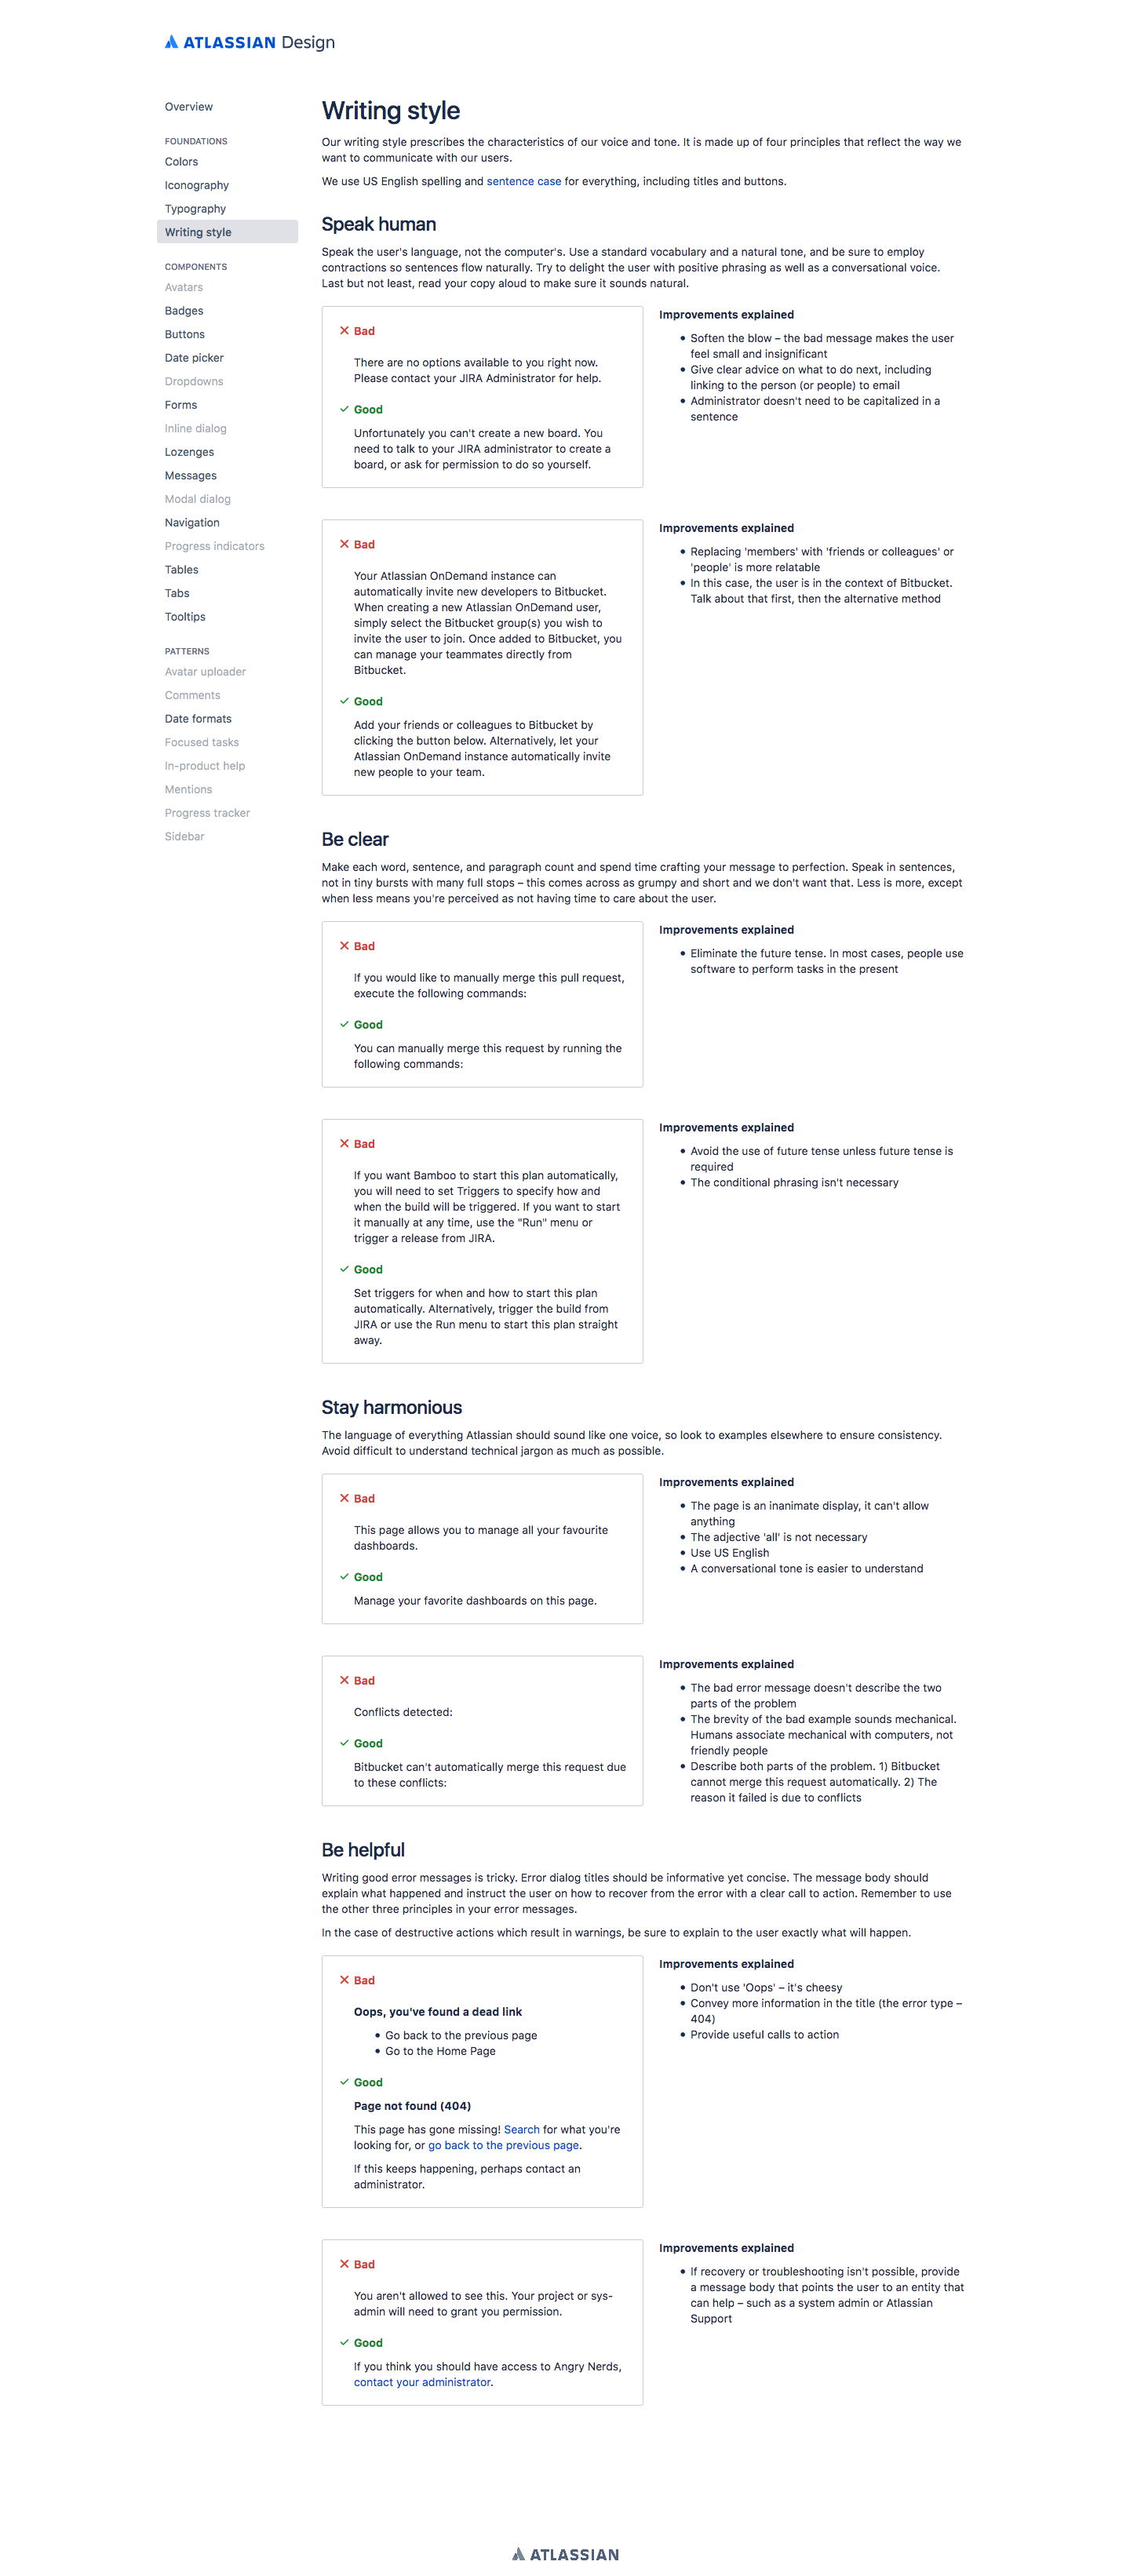 ATLASSIAN Design
Overview
FOUNDATIONS
Colors
Iconography
Typography
Writing style
COMPONENTS
Avatars
Badges
Buttons
Date picker
Dropdowns
Forms
Inline dialog
Lozenges
Messages
Modal dialog
Navigation
Progress indicators
Tables
Tabs
Tooltips
PATTERNS
Avatar uploader
Comments
Date formats
Focused tasks
In-product help
Mentions
Progress tracker
Sidebar
Writing style
Our writing style prescribes the characteristics of our voice and tone. It is made up of four principles that reflect the way we
want to communicate with our users.
We use US English spelling and sentence case for everything, including titles and buttons.
Speak human
Speak the user's language, not the computer's. Use a standard vocabulary and a natural tone, and be sure to employ
contractions so sentences flow naturally. Try to delight the user with positive phrasing as well as a conversational voice.
Last but not least, read your copy aloud to make sure it sounds natural.
Bad
There are no options available to you right now.
Please contact your JIRA Administrator for help.
Good
Unfortunately you can't create a new board. You
need to talk to your JIRA administrator to create a
board, or ask for permission to do so yourself.
Improvements explained
• Soften the blow – the bad message makes the user
feel small and insignificant
• Give clear advice on what to do next, including
linking to the person (or people) to email
• Administrator doesn't need to be capitalized in a
sentence
Bad
Your Atlassian OnDemand instance can
automatically invite new developers to Bitbucket.
When creating a new Atlassian OnDemand user,
simply select the Bitbucket group(s) you wish to
invite the user to join. Once added to Bitbucket, you
can manage your teammates directly from
Bitbucket.
Good
Add your friends or colleagues to Bitbucket by
clicking the button below. Alternatively, let your
Atlassian OnDemand instance automatically invite
new people to your team.
Improvements explained
• Replacing 'members' with 'friends or colleagues' or
'people' is more relatable
• In this case, the user is in the context of Bitbucket.
Talk about that first, then the alternative method
Be clear
Make each word, sentence, and paragraph count and spend time crafting your message to perfection. Speak in sentences,
not in tiny bursts with many full stops – this comes across as grumpy and short and we don't want that. Less is more, except
when less means you're perceived as not having time to care about the user.
Bad
If you would like to manually merge this pull request,
execute the following commands:
Good
You can manually merge this request by running the
following commands:
Improvements explained
• Eliminate the future tense. In most cases, people use
software to perform tasks in the present
Bad
If you want Bamboo to start this plan automatically,
you will need to set Triggers to specify how and
when the build will be triggered. If you want to start
it manually at any time, use the "Run" menu or
trigger a release from JIRA.
Good
Set triggers for when and how to start this plan
automatically. Alternatively, trigger the build from
JIRA or use the Run menu to start this plan straight
away.
Improvements explained
• Avoid the use of future tense unless future tense is
required
• The conditional phrasing isn't necessary
Stay harmonious
The language of everything Atlassian should sound like one voice, so look to examples elsewhere to ensure consistency.
Avoid difficult to understand technical jargon as much as possible.
Bad
This page allows you to manage all your favourite
dashboards.
Good
Manage your favorite dashboards on this page.
Improvements explained
• The page is an inanimate display, it can't allow
anything
• The adjective 'all' is not necessary
• Use US English
• A conversational tone is easier to understand
Bad
Conflicts detected:
Good
Bitbucket can't automatically merge this request due
to these conflicts:
Improvements explained
• The bad error message doesn't describe the two
parts of the problem
• The brevity of the bad example sounds mechanical.
Humans associate mechanical with computers, not
friendly people
• Describe both parts of the problem. 1) Bitbucket
cannot merge this request automatically. 2) The
reason it failed is due to conflicts
Be helpful
Writing good error messages is tricky. Error dialog titles should be informative yet concise. The message body should
explain what happened and instruct the user on how to recover from the error with a clear call to action. Remember to use
the other three principles in your error messages.
In the case of destructive actions which result in warnings, be sure to explain to the user exactly what will happen.
Bad
Oops, you've found a dead link
• Go back to the previous page
• Go to the Home Page
Good
Page not found (404)
This page has gone missing! Search for what you're
looking for, or go back to the previous page.
If this keeps happening, perhaps contact an
administrator.
Improvements explained
• Don't use 'Oops' – it's cheesy
• Convey more information in the title (the error type –
404)
• Provide useful calls to action
Bad
You aren't allowed to see this. Your project or sys-
admin will need to grant you permission.
Good
If you think you should have access to Angry Nerds,
contact your administrator.
Improvements explained
• If recovery or troubleshooting isn't possible, provide
a message body that points the user to an entity that
can help – such as a system admin or Atlassian
Support
ATLASSIAN